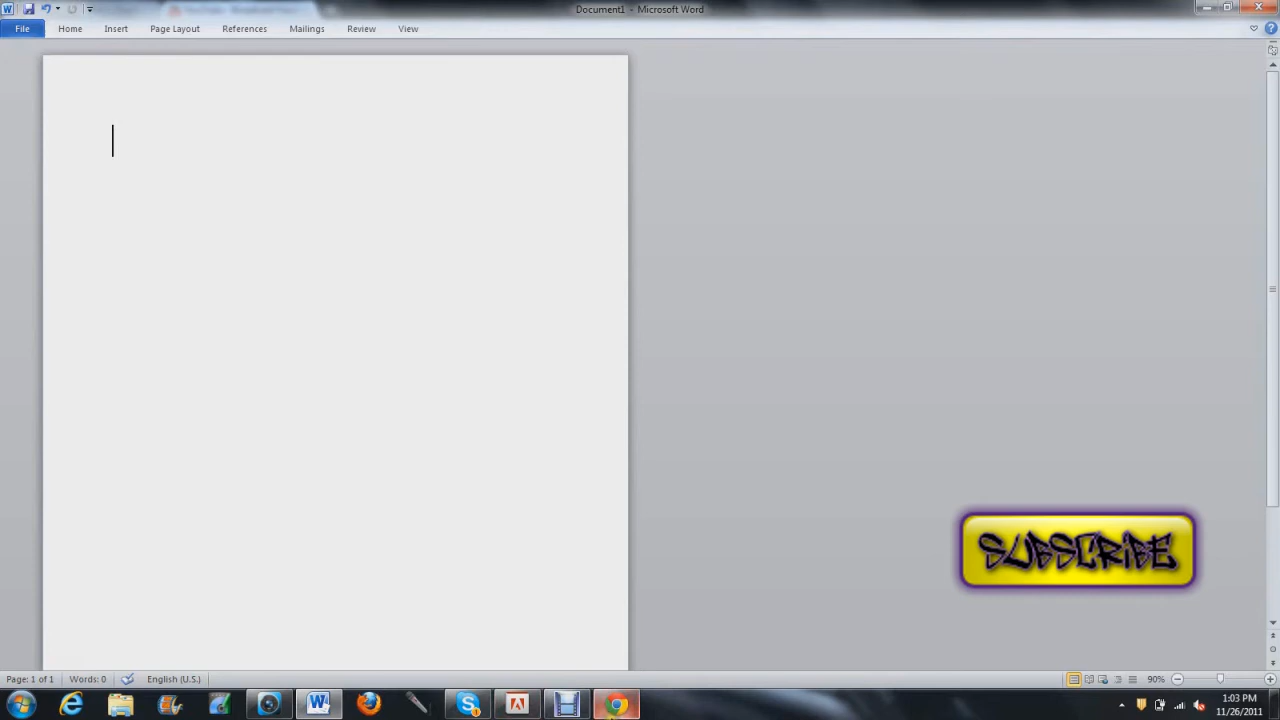 Document1 - Microsoft Word
File Home Insert Page Layout References Mailings Review View
SUBSCRIBE
Page: 1 of 1 Words: 0 English (U.S.) 90%
1:03 PM
11/26/2011